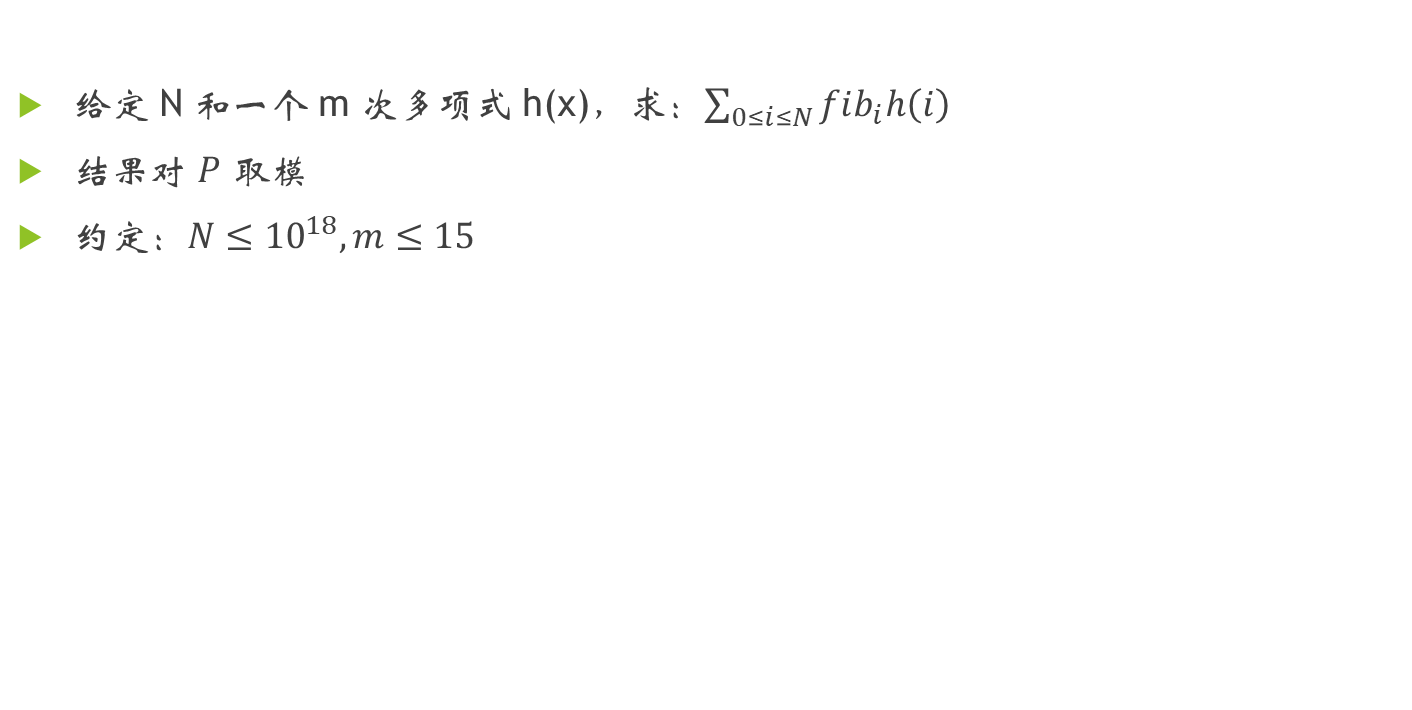 给定 N 和一个 m 次多项式 h(x)，求：∑_{0≤i≤N} fib_i h(i)
结果对 P 取模
约定：N ≤ 10^{18}, m ≤ 15